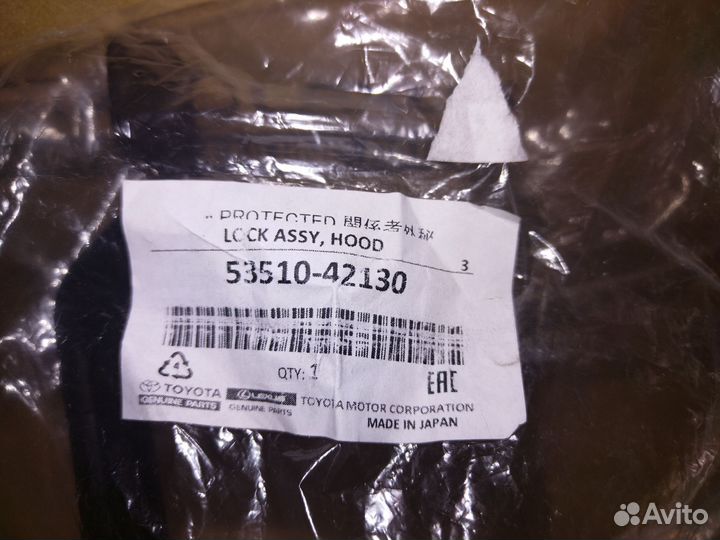 PROTECTED 関係者外秘
LOCK ASSY, HOOD
3
53510-42130
QTY: 1
EAC
TOYOTA
GENUINE PARTS
LEXUS
GENUINE PARTS
TOYOTA MOTOR CORPORATION
MADE IN JAPAN
Avito